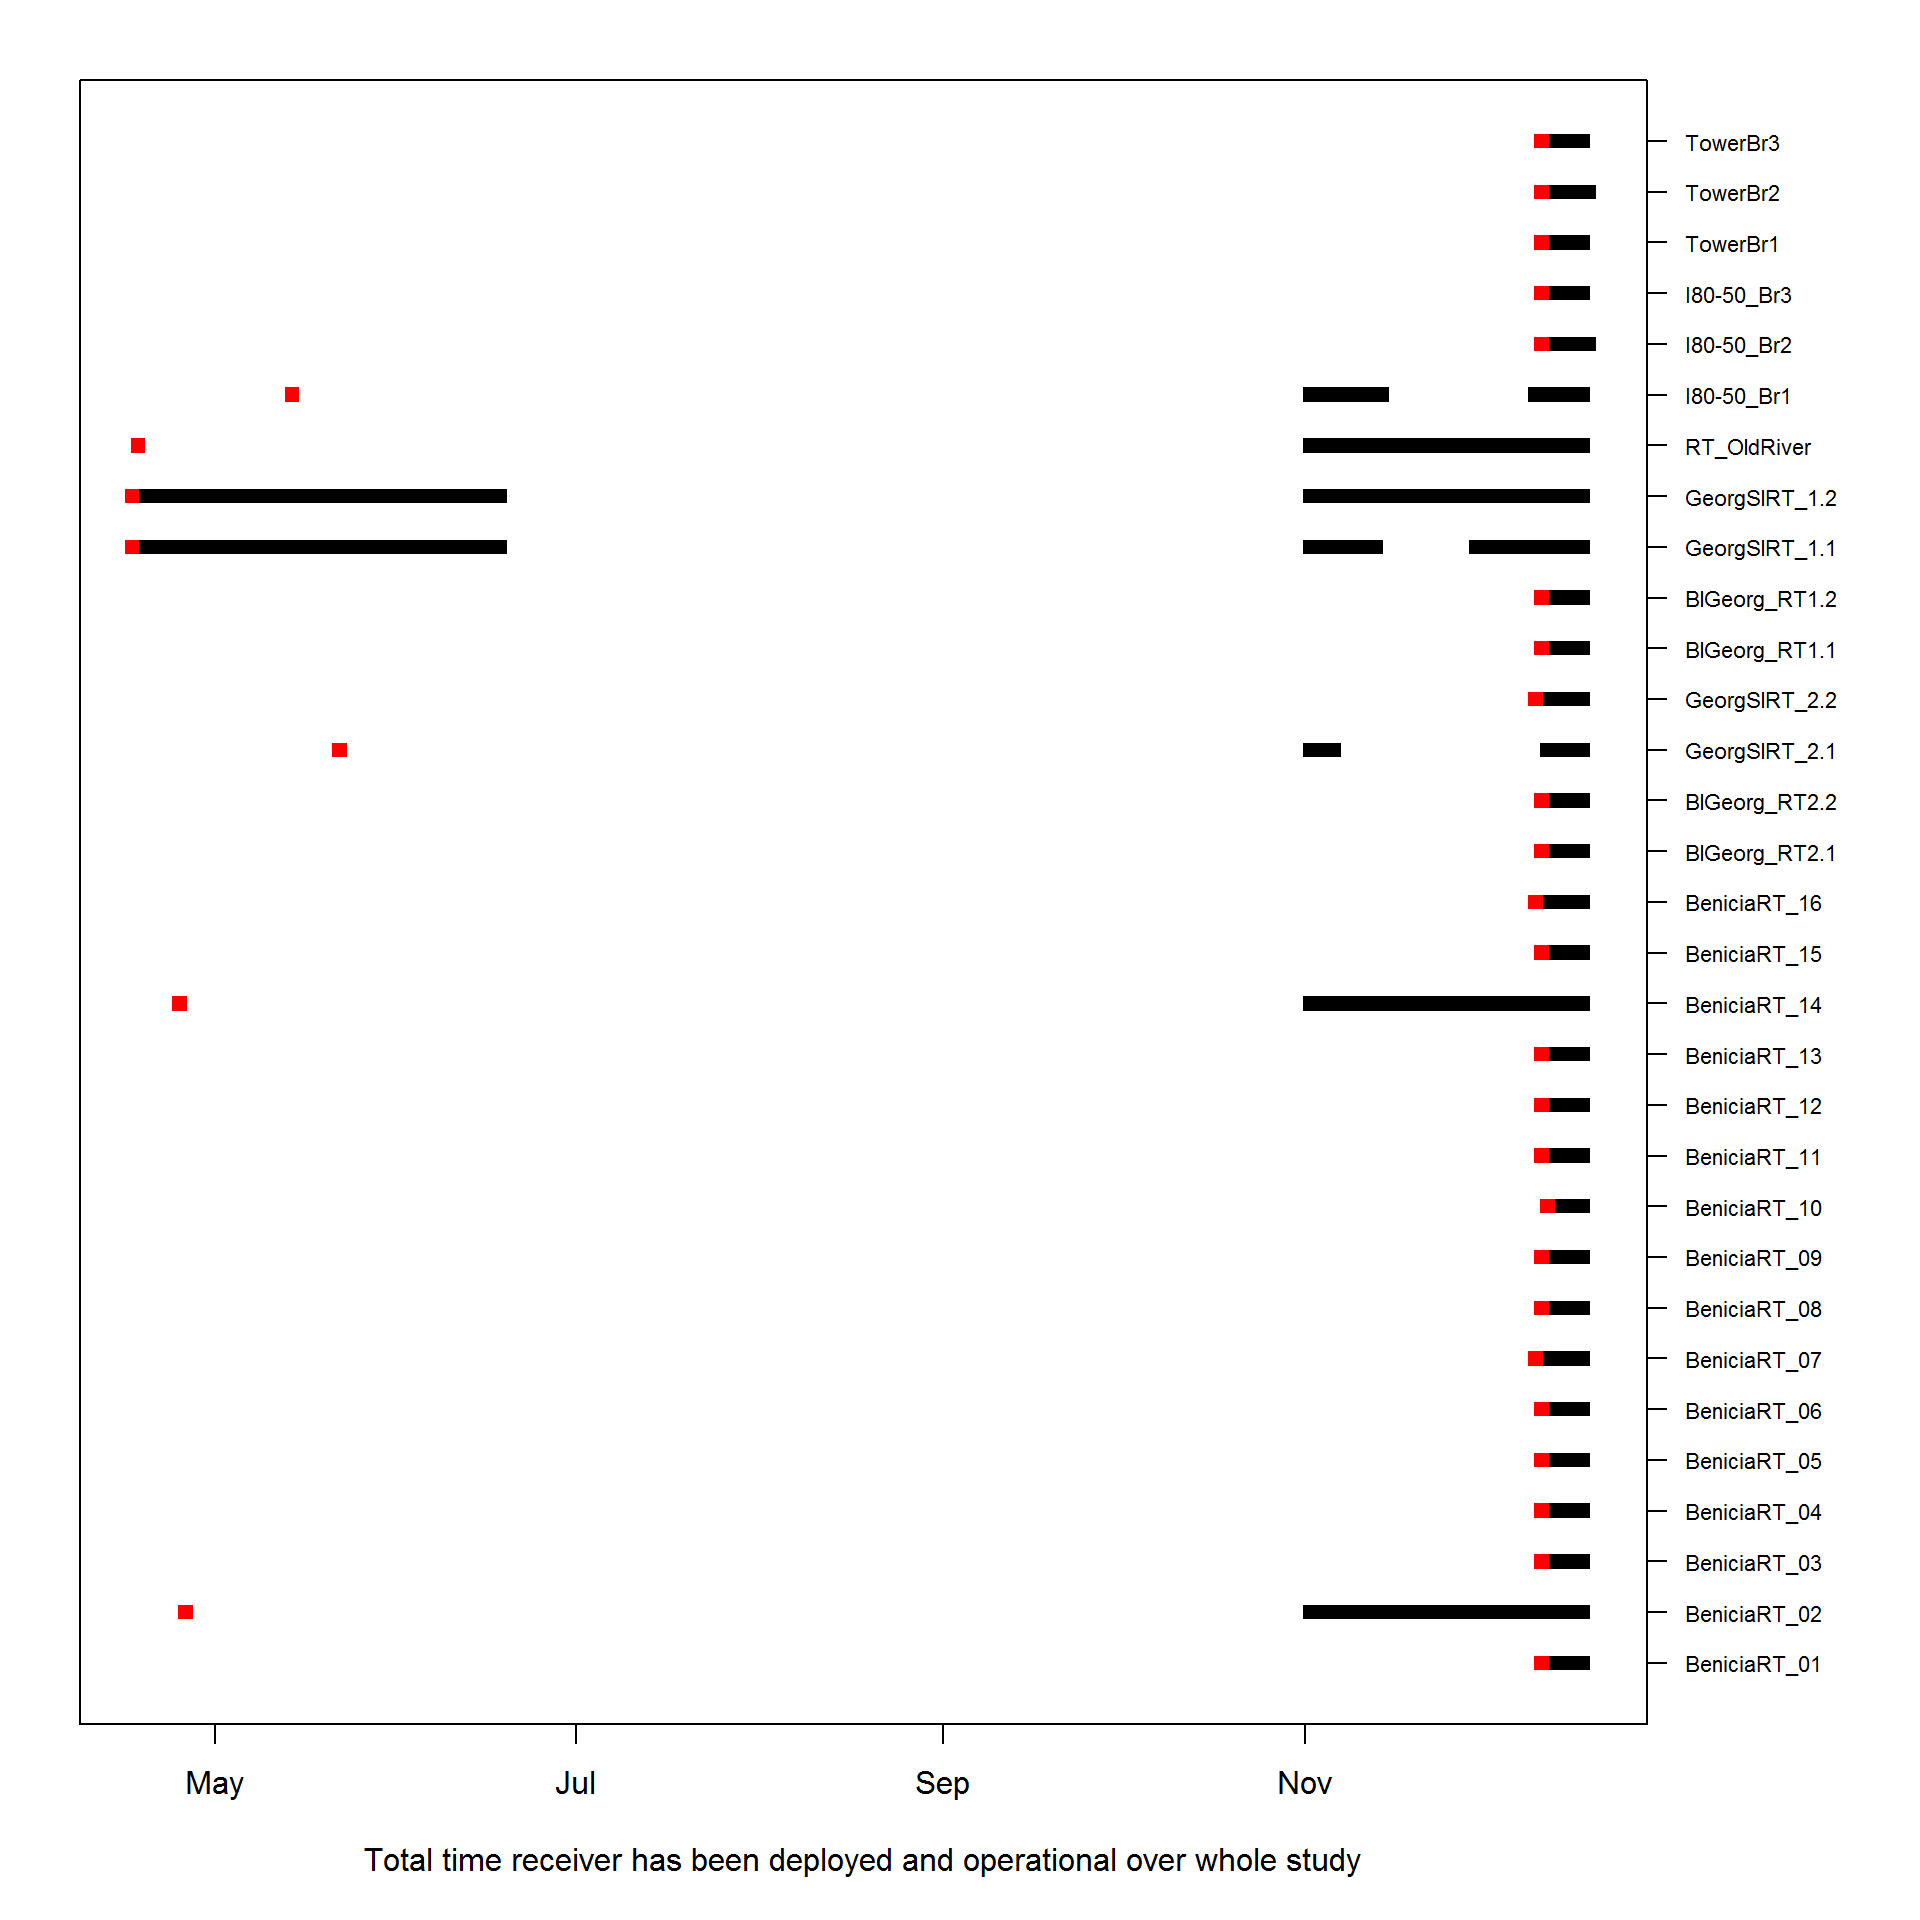 TowerBr3
TowerBr2
TowerBr1
I80-50_Br3
I80-50_Br2
I80-50_Br1
RT_OldRiver
GeorgSlRT_1.2
GeorgSlRT_1.1
BlGeorg_RT1.2
BlGeorg_RT1.1
GeorgSlRT_2.2
GeorgSlRT_2.1
BlGeorg_RT2.2
BlGeorg_RT2.1
BeniciaRT_16
BeniciaRT_15
BeniciaRT_14
BeniciaRT_13
BeniciaRT_12
BeniciaRT_11
BeniciaRT_10
BeniciaRT_09
BeniciaRT_08
BeniciaRT_07
BeniciaRT_06
BeniciaRT_05
BeniciaRT_04
BeniciaRT_03
BeniciaRT_02
BeniciaRT_01
May Jul Sep Nov
Total time receiver has been deployed and operational over whole study